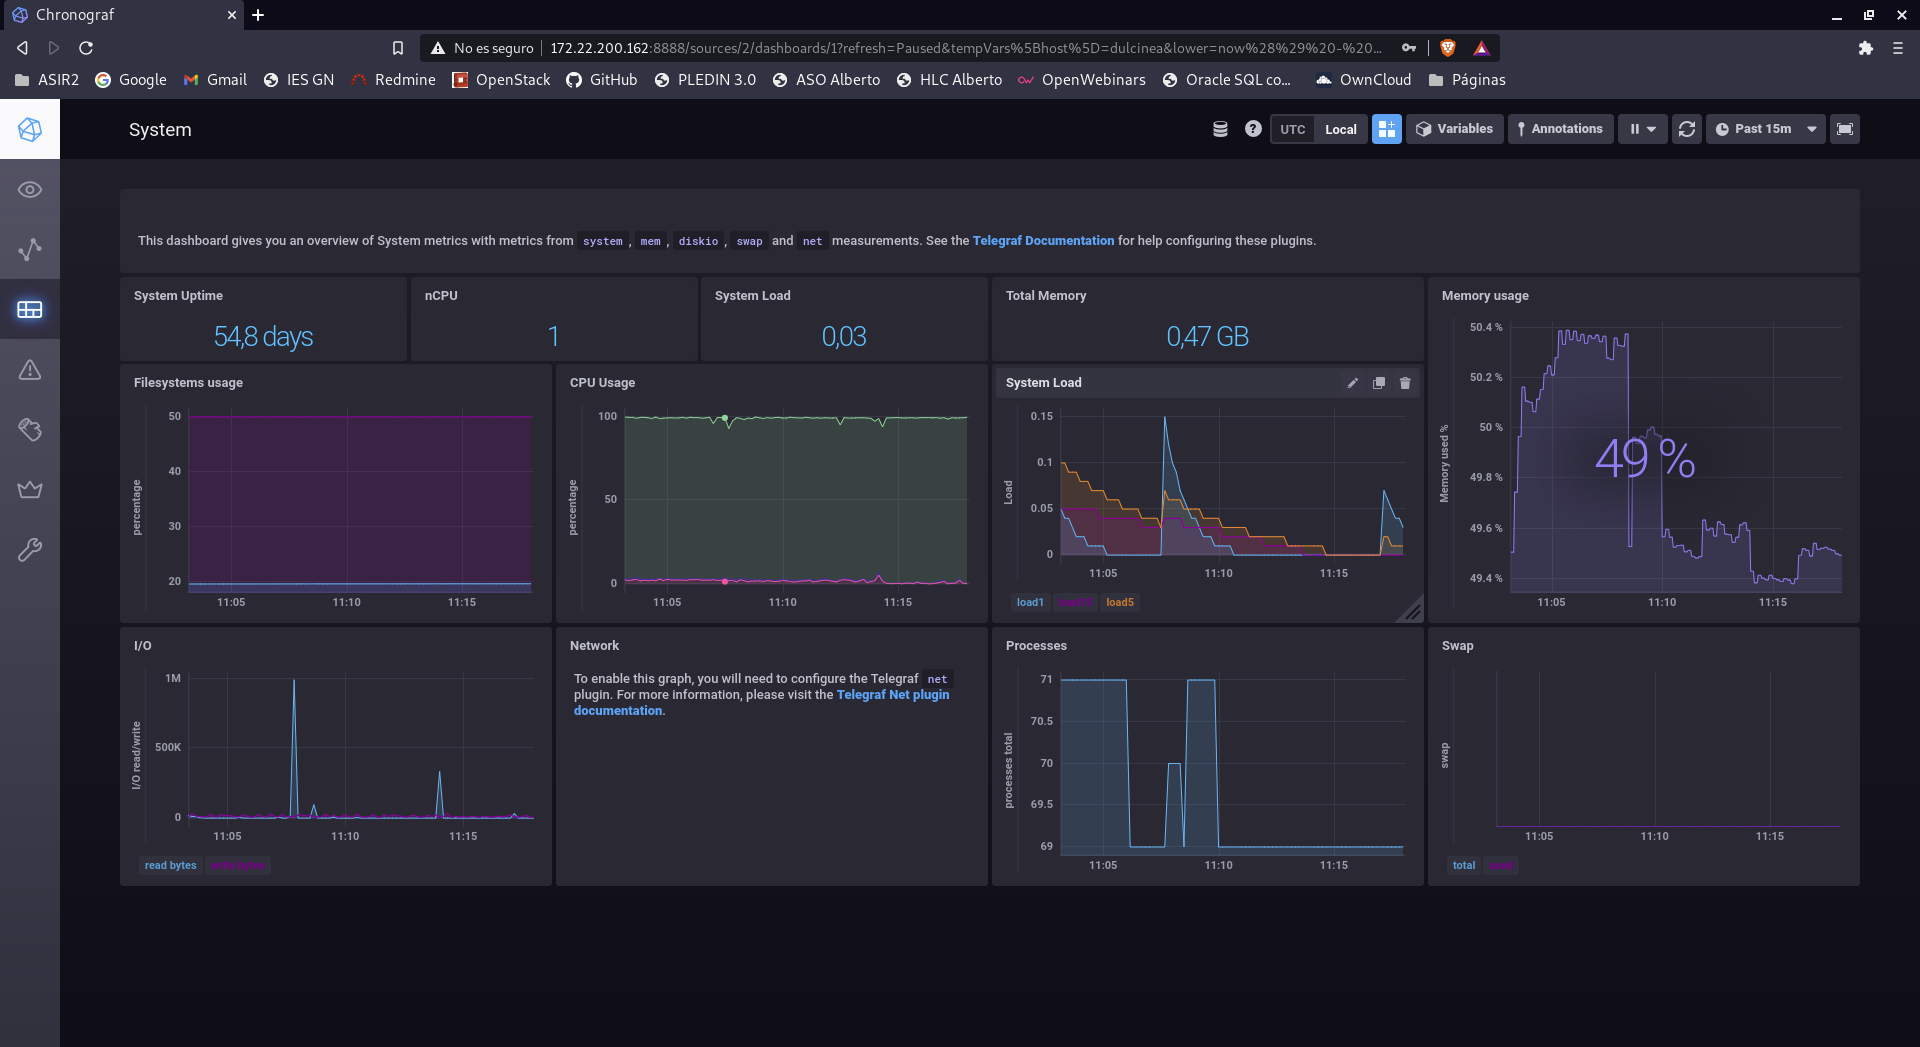 Chronograf
No es seguro 172.22.200.162:8888/sources/2/dashboards/1?refresh=Paused&tempVars%5Bhost%5D=dulcinea&lower=now%28%29%20-%20...
ASIR2 Google Gmail IES GN Redmine OpenStack GitHub PLEDIN 3.0 ASO Alberto HLC Alberto OpenWebinars Oracle SQL co... OwnCloud Páginas
System UTC Local Variables Annotations Past 15m
This dashboard gives you an overview of System metrics with metrics from system, mem, diskio, swap and net measurements. See the Telegraf Documentation for help configuring these plugins.
System Uptime
54,8 days
nCPU
1
System Load
0,03
Total Memory
0,47 GB
Memory usage
Memory used %
50.4 %
50.2 %
50 %
49.8 %
49.6 %
49.4 %
49 %
11:05 11:10 11:15
Filesystems usage
percentage
50
40
30
20
11:05 11:10 11:15
CPU Usage
percentage
100
50
0
11:05 11:10 11:15
System Load
Load
0.15
0.1
0.05
0
11:05 11:10 11:15
load1 load5
I/O
I/O read/write
1M
500K
0
11:05 11:10 11:15
read bytes
Network
To enable this graph, you will need to configure the Telegraf net
plugin. For more information, please visit the Telegraf Net plugin
documentation.
Processes
processes total
71
70.5
70
69.5
69
11:05 11:10 11:15
Swap
swap
11:05 11:10 11:15
total